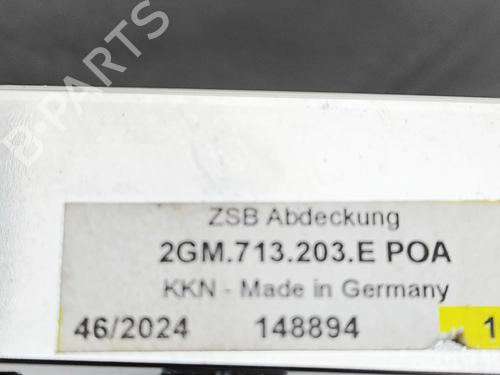 B-PARTS
ZSB Abdeckung
2GM.713.203.E POA
KKN - Made in Germany
46/2024 148894 1